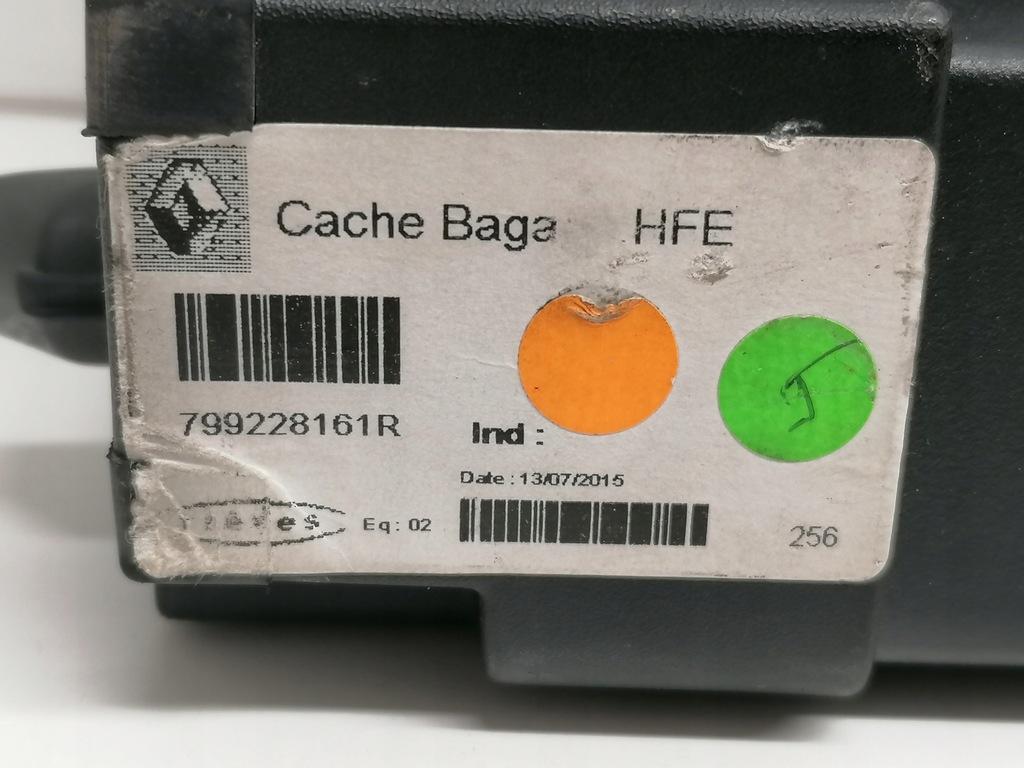 Cache Baga HFE
799228161R
Ind :
Date : 13/07/2015
Eq : 02
256